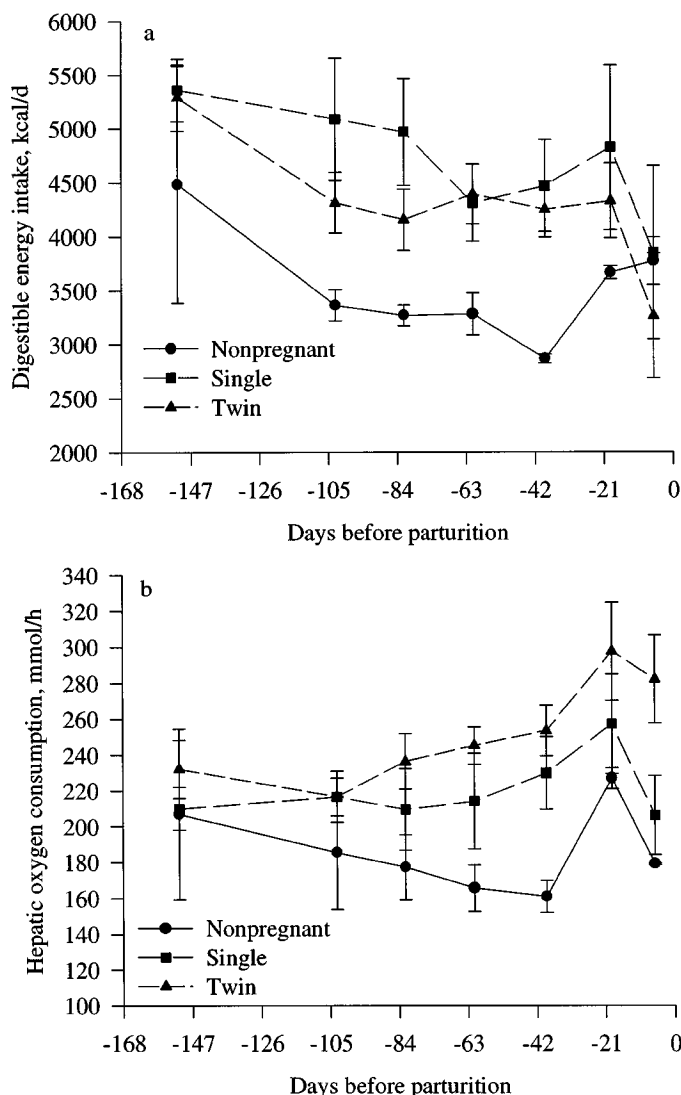 a
Digestible energy intake, kcal/d
6000
5500
5000
4500
4000
3500
3000
2500
2000
Nonpregnant
Single
Twin
-168 -147 -126 -105 -84 -63 -42 -21 0
Days before parturition
b
Hepatic oxygen consumption, mmol/h
340
320
300
280
260
240
220
200
180
160
140
120
100
Nonpregnant
Single
Twin
-168 -147 -126 -105 -84 -63 -42 -21 0
Days before parturition